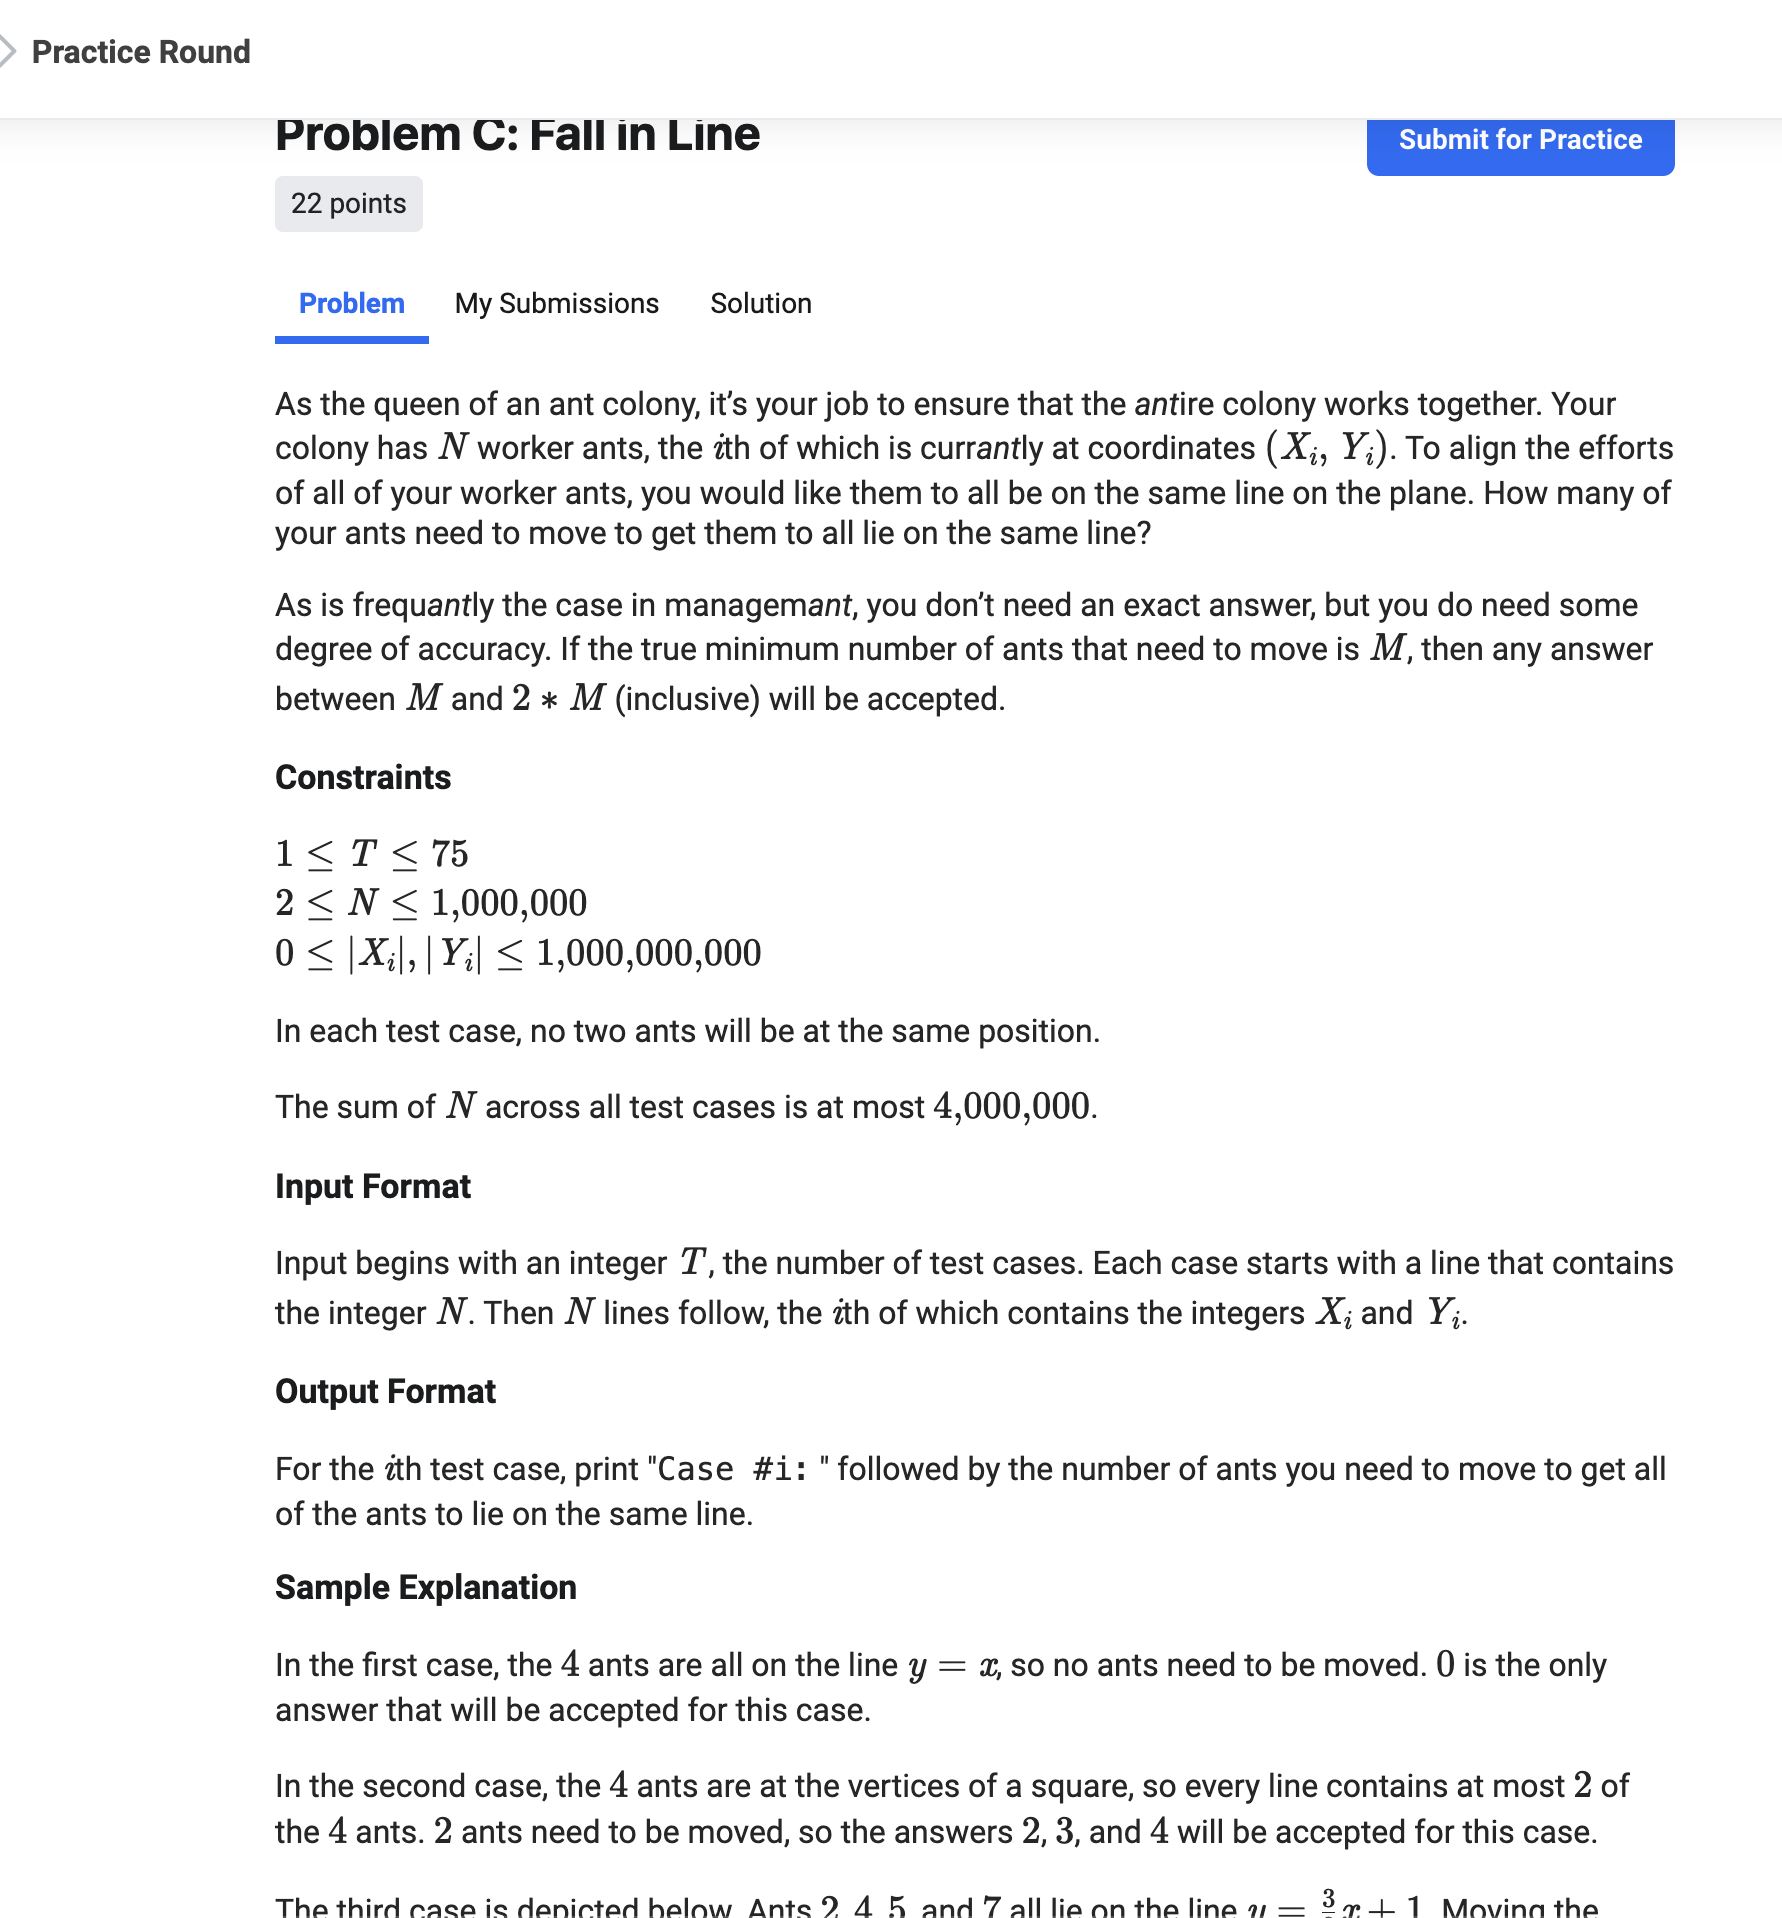 Practice Round
Problem C: Fall in Line
Submit for Practice
22 points
Problem My Submissions Solution
As the queen of an ant colony, it's your job to ensure that the antire colony works together. Your
colony has N worker ants, the ith of which is currantly at coordinates (X_i, Y_i). To align the efforts
of all of your worker ants, you would like them to all be on the same line on the plane. How many of
your ants need to move to get them to all lie on the same line?
As is frequantly the case in managemant, you don't need an exact answer, but you do need some
degree of accuracy. If the true minimum number of ants that need to move is M, then any answer
between M and 2 * M (inclusive) will be accepted.
Constraints
1 ≤ T ≤ 75
2 ≤ N ≤ 1,000,000
0 ≤ |X_i|, |Y_i| ≤ 1,000,000,000
In each test case, no two ants will be at the same position.
The sum of N across all test cases is at most 4,000,000.
Input Format
Input begins with an integer T, the number of test cases. Each case starts with a line that contains
the integer N. Then N lines follow, the ith of which contains the integers X_i and Y_i.
Output Format
For the ith test case, print "Case #i: " followed by the number of ants you need to move to get all
of the ants to lie on the same line.
Sample Explanation
In the first case, the 4 ants are all on the line y = x, so no ants need to be moved. 0 is the only
answer that will be accepted for this case.
In the second case, the 4 ants are at the vertices of a square, so every line contains at most 2 of
the 4 ants. 2 ants need to be moved, so the answers 2, 3, and 4 will be accepted for this case.
The third case is depicted below. Ants 2, 4, 5, and 7 all lie on the line y = 3 x + 1. Moving the